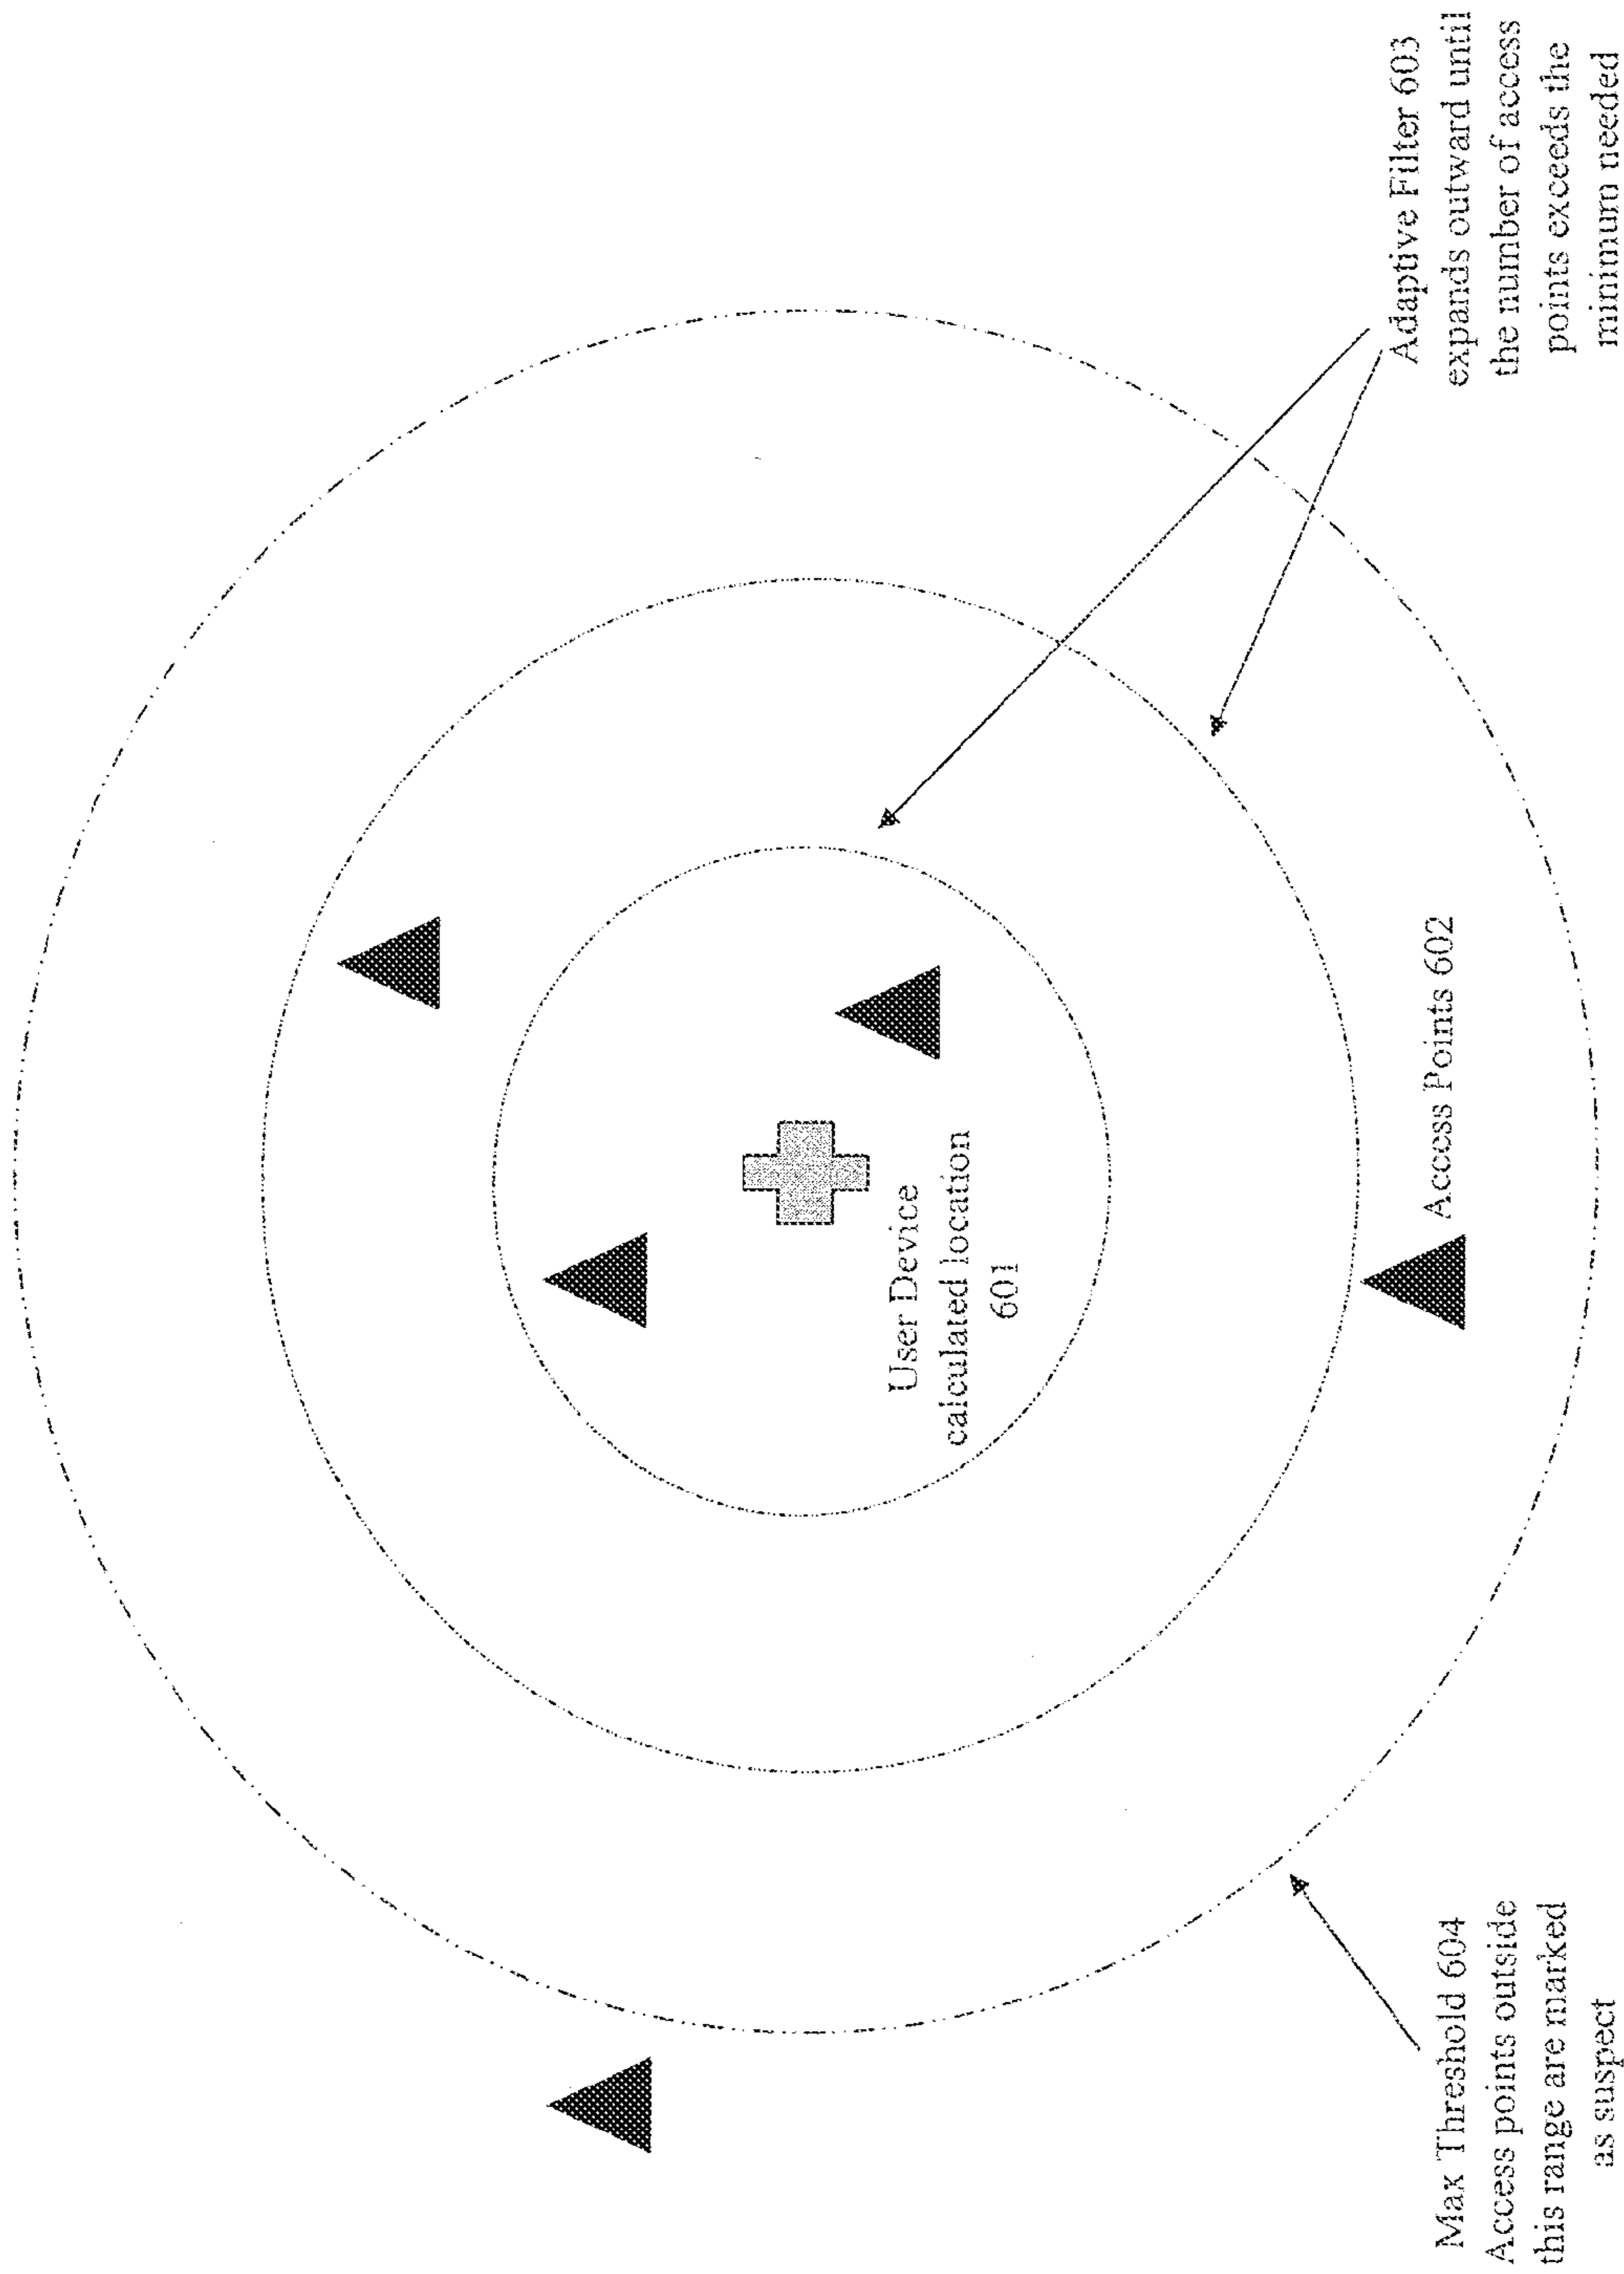 User Device
calculated location
601
Access Points 602
Max Threshold 604
Access points outside
this range are marked
as suspect
Adaptive Filter 603
expands outward until
the number of access
points exceeds the
minimum needed